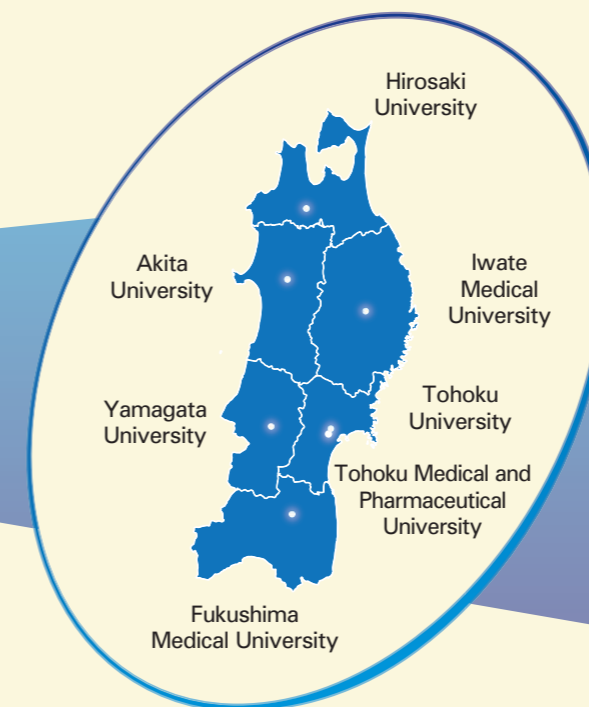 Hirosaki
University
Akita
University
Iwate
Medical
University
Yamagata
University
Tohoku
University
Tohoku Medical and
Pharmaceutical
University
Fukushima
Medical University